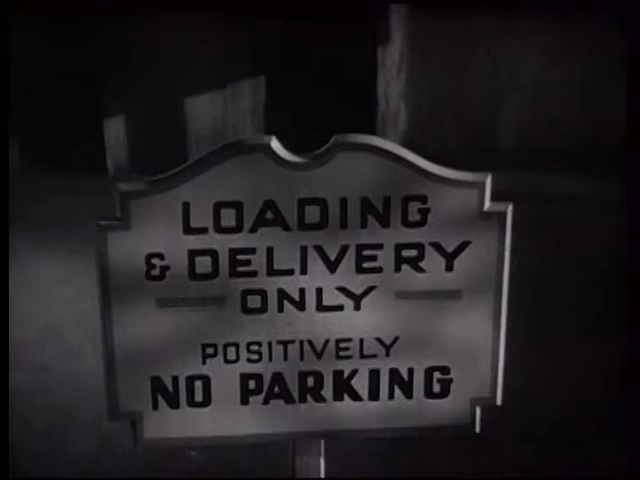 LOADING
& DELIVERY
ONLY
POSITIVELY
NO PARKING